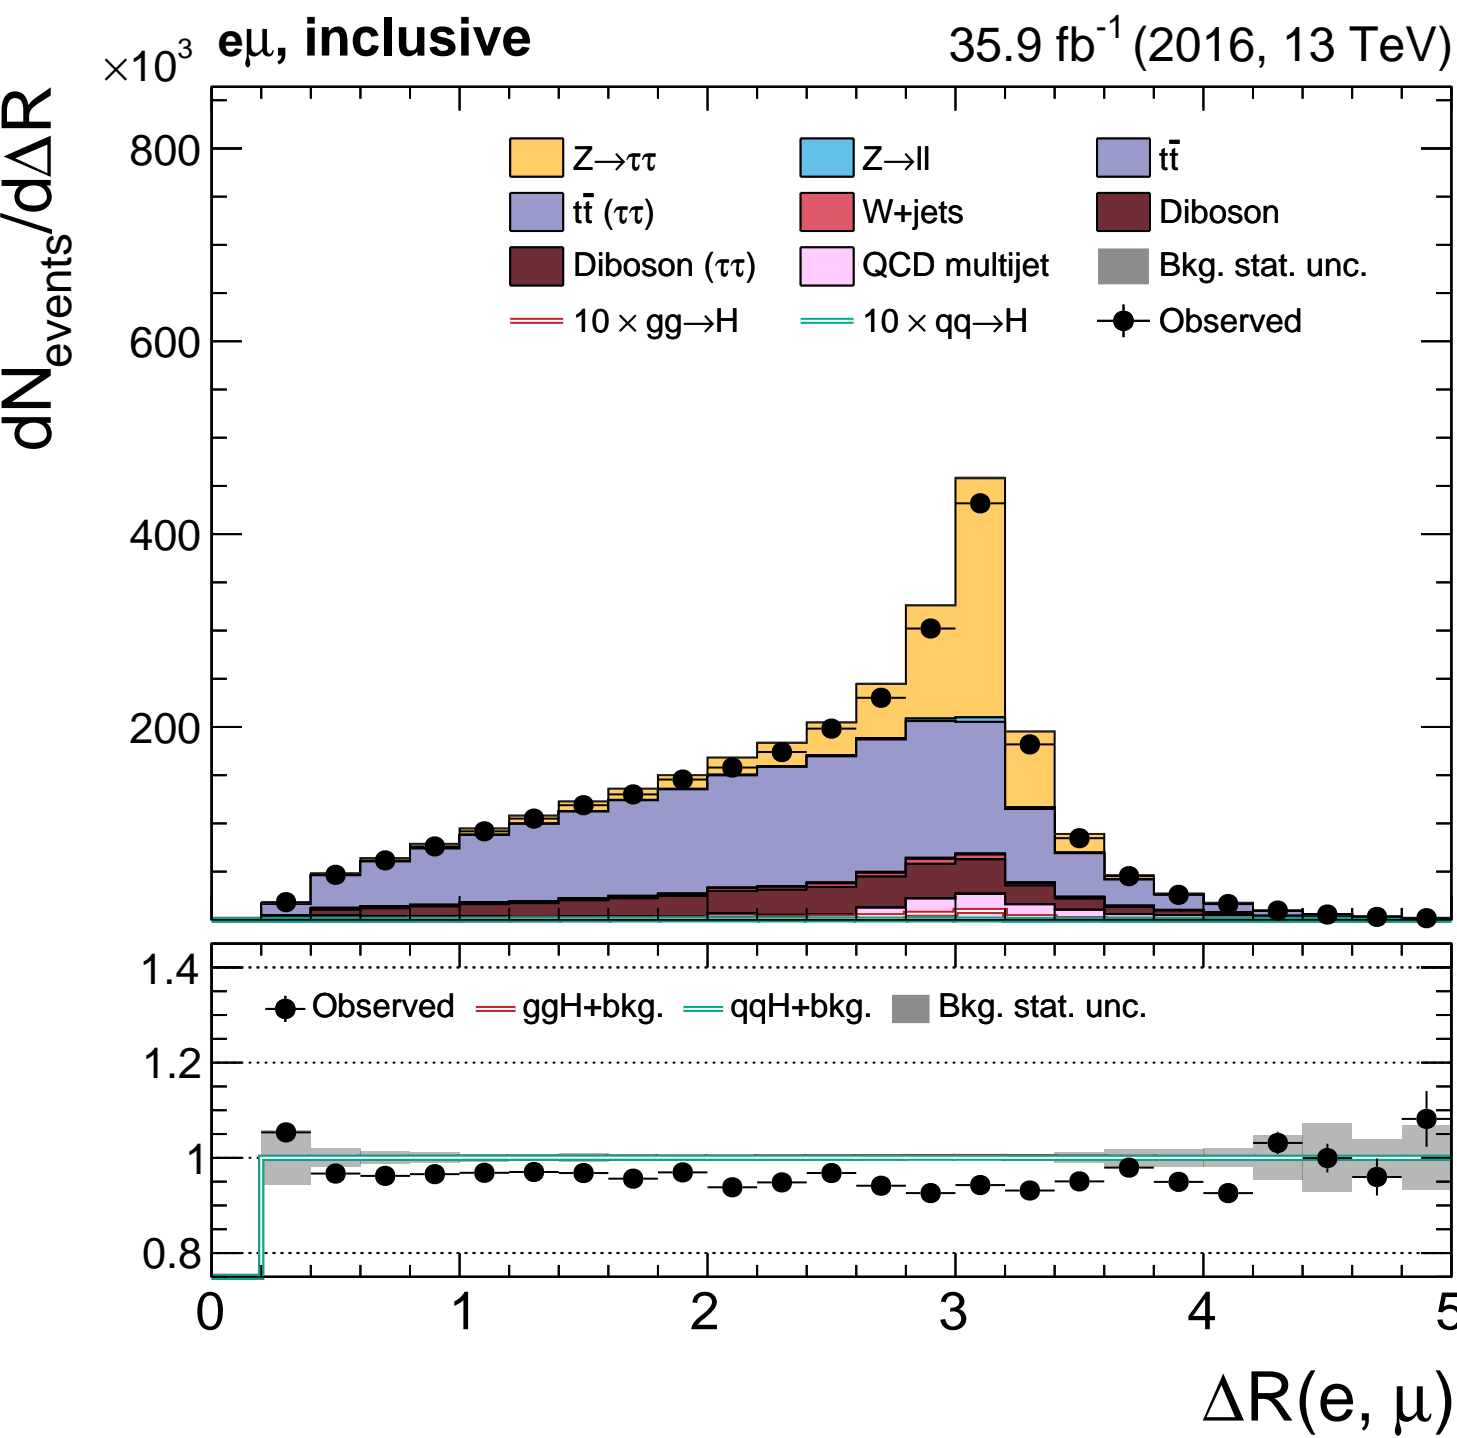 ×10³ eμ, inclusive 35.9 fb⁻¹ (2016, 13 TeV)
dN_events/dΔR
800
600
400
200
Z→ττ Z→ll tt̄
tt̄ (ττ) W+jets Diboson
Diboson (ττ) QCD multijet Bkg. stat. unc.
10 × gg→H 10 × qq→H Observed
1.4
1.2
1
0.8
Observed ggH+bkg. qqH+bkg. Bkg. stat. unc.
0 1 2 3 4 5
ΔR(e, μ)